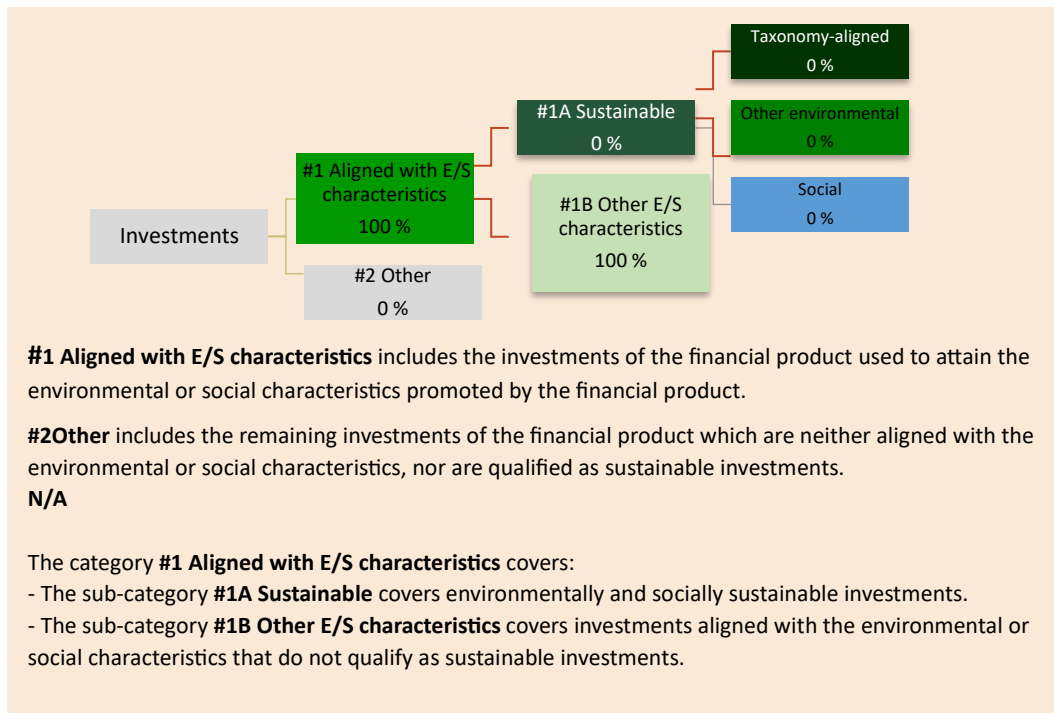 Taxonomy-aligned
0 %
#1A Sustainable
0 %
Other environmental
0 %
#1 Aligned with E/S
characteristics
100 %
#1B Other E/S
characteristics
100 %
Social
0 %
Investments
#2 Other
0 %
#1 Aligned with E/S characteristics includes the investments of the financial product used to attain the
environmental or social characteristics promoted by the financial product.
#2Other includes the remaining investments of the financial product which are neither aligned with the
environmental or social characteristics, nor are qualified as sustainable investments.
N/A
The category #1 Aligned with E/S characteristics covers:
- The sub-category #1A Sustainable covers environmentally and socially sustainable investments.
- The sub-category #1B Other E/S characteristics covers investments aligned with the environmental or
social characteristics that do not qualify as sustainable investments.